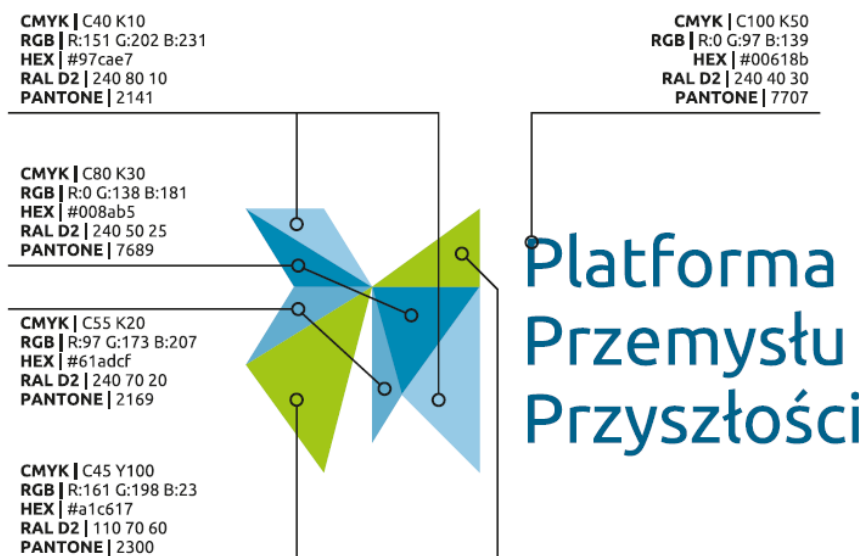 CMYK | C40 K10
RGB | R:151 G:202 B:231
HEX | #97cae7
RAL D2 | 240 80 10
PANTONE | 2141
CMYK | C100 K50
RGB | R:0 G:97 B:139
HEX | #00618b
RAL D2 | 240 40 30
PANTONE | 7707
CMYK | C80 K30
RGB | R:0 G:138 B:181
HEX | #008ab5
RAL D2 | 240 50 25
PANTONE | 7689
CMYK | C55 K20
RGB | R:97 G:173 B:207
HEX | #61adcf
RAL D2 | 240 70 20
PANTONE | 2169
CMYK | C45 Y100
RGB | R:161 G:198 B:23
HEX | #a1c617
RAL D2 | 110 70 60
PANTONE | 2300
Platforma
Przemysłu
Przyszłości